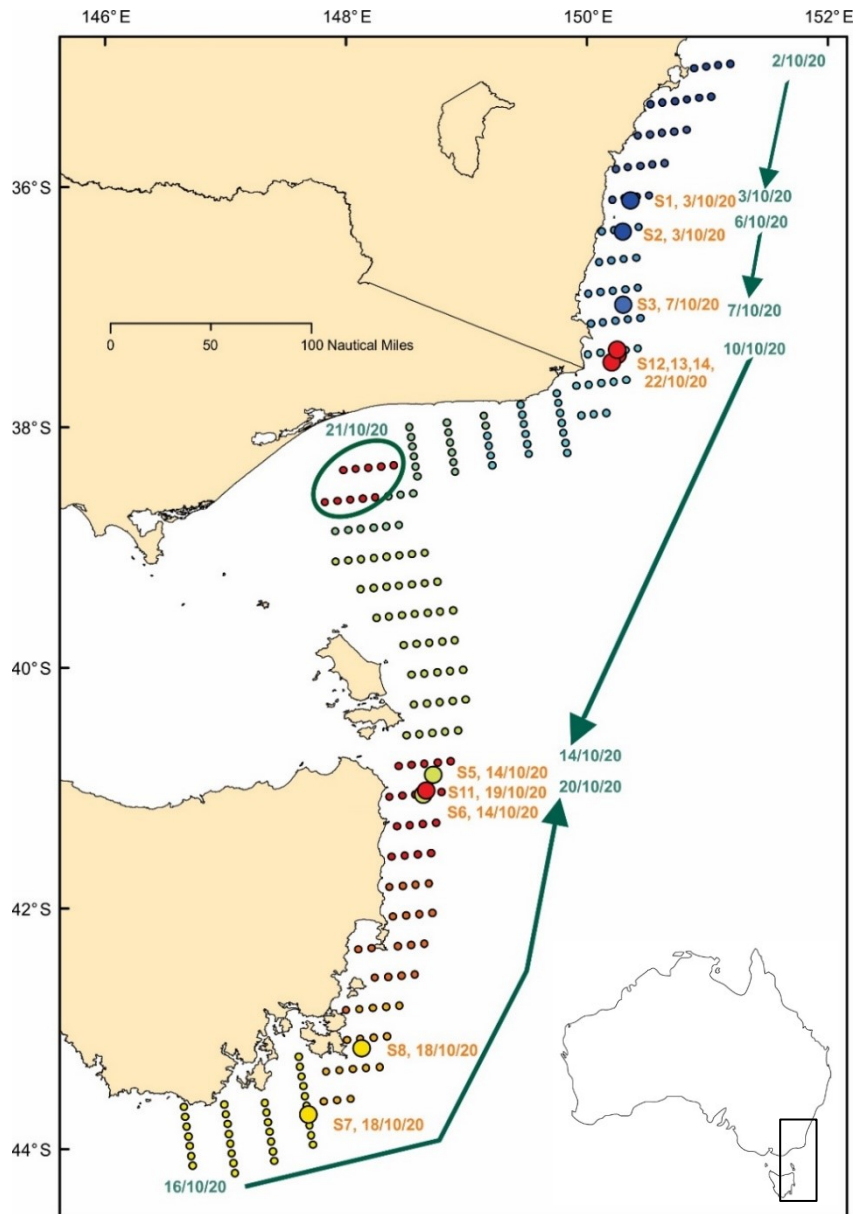 146°E 148°E 150°E 152°E
2/10/20
36°S
S1, 3/10/20 3/10/20
6/10/20
S2, 3/10/20
S3, 7/10/20 7/10/20
0 50 100 Nautical Miles
10/10/20
S12,13,14,
22/10/20
38°S
21/10/20
40°S
14/10/20
S5, 14/10/20
S11, 19/10/20 20/10/20
S6, 14/10/20
42°S
S8, 18/10/20
S7, 18/10/20
44°S
16/10/20